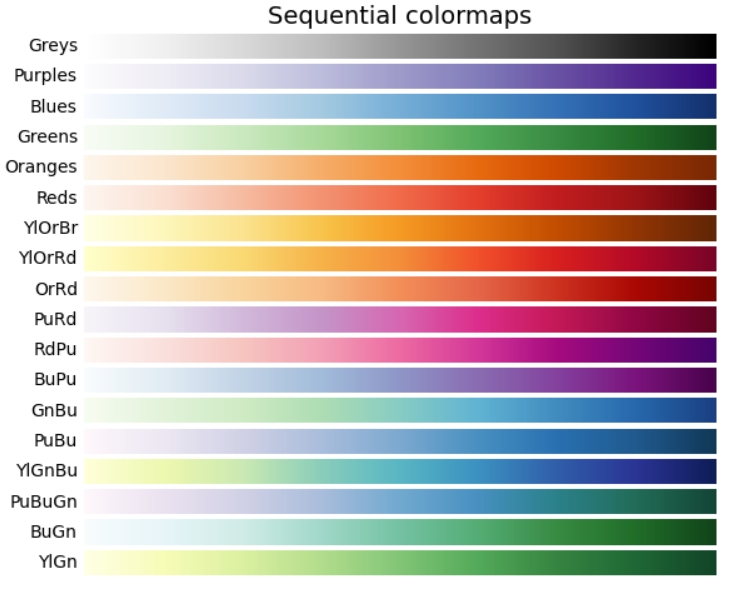 Sequential colormaps
Greys
Purples
Blues
Greens
Oranges
Reds
YlOrBr
YlOrRd
OrRd
PuRd
RdPu
BuPu
GnBu
PuBu
YlGnBu
PuBuGn
BuGn
YlGn